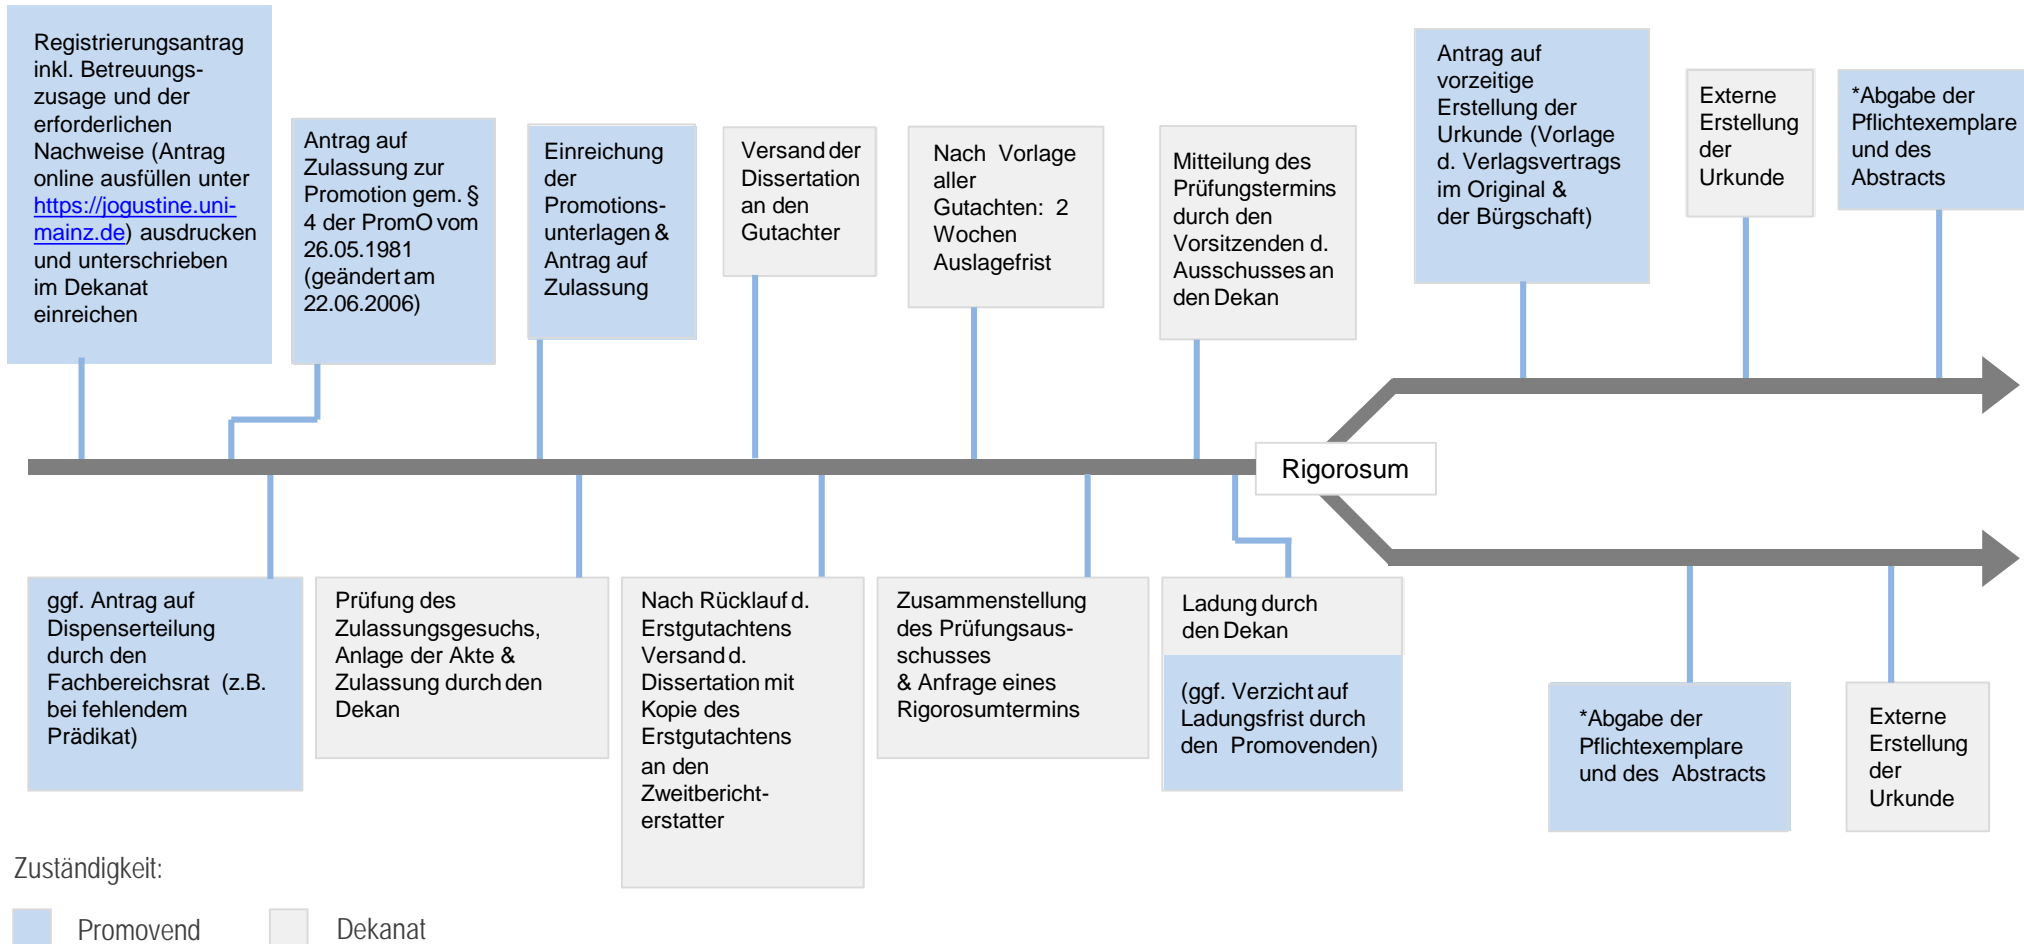 Registrierungsantrag
inkl. Betreuungs-
zusage und der
erforderlichen
Nachweise (Antrag
online ausfüllen unter
https://jogustine.uni-
mainz.de) ausdrucken
und unterschrieben
im Dekanat
einreichen
Antrag auf
Zulassung zur
Promotion gem. §
4 der PromO vom
26.05.1981
(geändert am
22.06.2006)
Einreichung
der
Promotions-
unterlagen &
Antrag auf
Zulassung
Versand der
Dissertation
an den
Gutachter
Nach Vorlage
aller
Gutachten: 2
Wochen
Auslagefrist
Mitteilung des
Prüfungstermins
durch den
Vorsitzenden d.
Ausschusses an
den Dekan
Antrag auf
vorzeitige
Erstellung der
Urkunde (Vorlage
d. Verlagsvertrags
im Original &
der Bürgschaft)
Externe
Erstellung
der
Urkunde
*Abgabe der
Pflichtexemplare
und des
Abstracts
Rigorosum
ggf. Antrag auf
Dispenserteilung
durch den
Fachbereichsrat (z.B.
bei fehlendem
Prädikat)
Prüfung des
Zulassungsgesuchs,
Anlage der Akte &
Zulassung durch den
Dekan
Nach Rücklauf d.
Erstgutachtens
Versand d.
Dissertation mit
Kopie des
Erstgutachtens
an den
Zweitbericht-
erstatter
Zusammenstellung
des Prüfungsaus-
schusses
& Anfrage eines
Rigorosumtermins
Ladung durch
den Dekan
(ggf. Verzicht auf
Ladungsfrist durch
den Promovenden)
*Abgabe der
Pflichtexemplare
und des Abstracts
Externe
Erstellung
der
Urkunde
Zuständigkeit:
Promovend
Dekanat